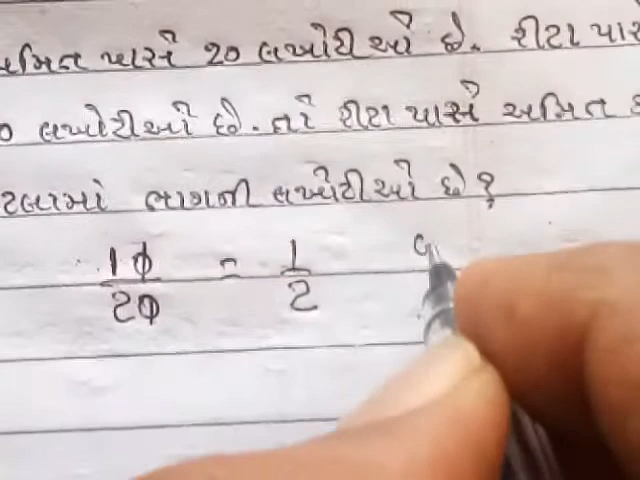 અમિત પાસે 20 લખોટીઓ છે. રીટા પાસે
0 લખોટીઓ છે. તો રીટા પાસે અમિત
ટલામાં ભાગની લખોટીઓ છે?
10/20 = 1/2